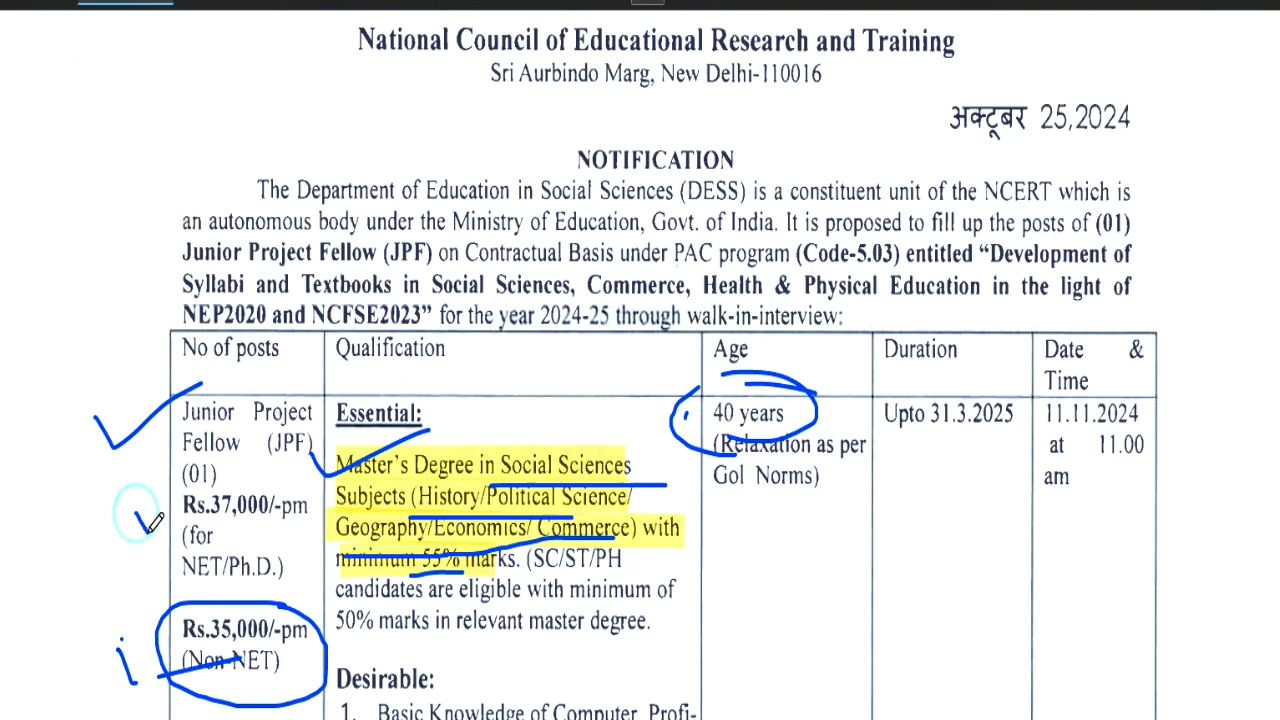 National Council of Educational Research and Training
Sri Aurbindo Marg, New Delhi-110016
अक्टूबर 25,2024
NOTIFICATION
The Department of Education in Social Sciences (DESS) is a constituent unit of the NCERT which is
an autonomous body under the Ministry of Education, Govt. of India. It is proposed to fill up the posts of (01)
Junior Project Fellow (JPF) on Contractual Basis under PAC program (Code-5.03) entitled “Development of
Syllabi and Textbooks in Social Sciences, Commerce, Health & Physical Education in the light of
NEP2020 and NCFSE2023” for the year 2024-25 through walk-in-interview:
No of posts
Qualification
Age
Duration
Date &
Time
Junior Project
Fellow (JPF)
(01)
Rs.37,000/-pm
(for
NET/Ph.D.)
Rs.35,000/-pm
(Non-NET)
Essential:
Master's Degree in Social Sciences
Subjects (History/Political Science/
Geography/Economics/ Commerce) with
minimum 55% marks. (SC/ST/PH
candidates are eligible with minimum of
50% marks in relevant master degree.
Desirable:
1. Basic Knowledge of Computer, Profi-
40 years
(Relaxation as per
GoI Norms)
Upto 31.3.2025
11.11.2024
at 11.00
am
i